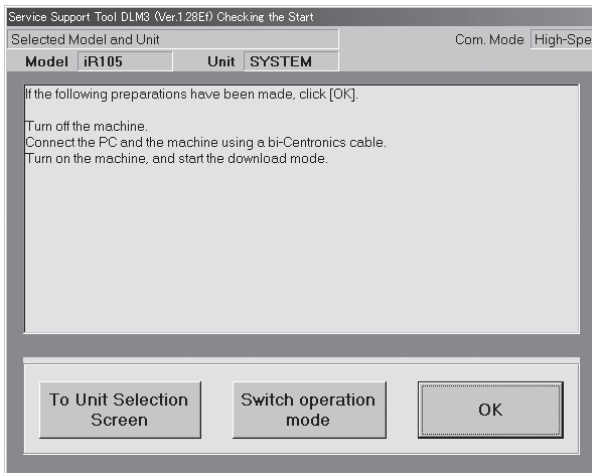 Service Support Tool DLM3 (Ver.1.28Ef) Checking the Start
Selected Model and Unit
Com. Mode High-Spe
Model iR105 Unit SYSTEM
If the following preparations have been made, click [OK].
Turn off the machine.
Connect the PC and the machine using a bi-Centronics cable.
Turn on the machine, and start the download mode.
To Unit Selection
Screen
Switch operation
mode
OK